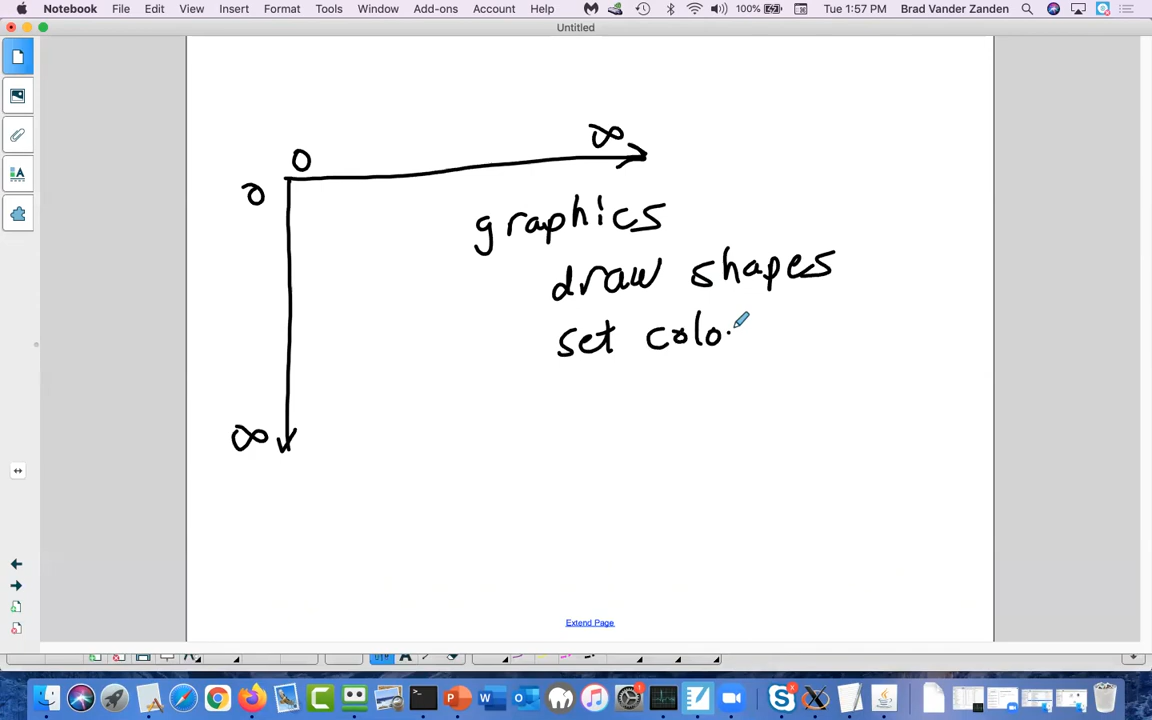 Notebook File Edit View Insert Format Tools Window Add-ons Account Help 100% Tue 1:57 PM Brad Vander Zanden
Untitled
0 ∞
0
graphics
draw shapes
set colo
∞
Extend Page